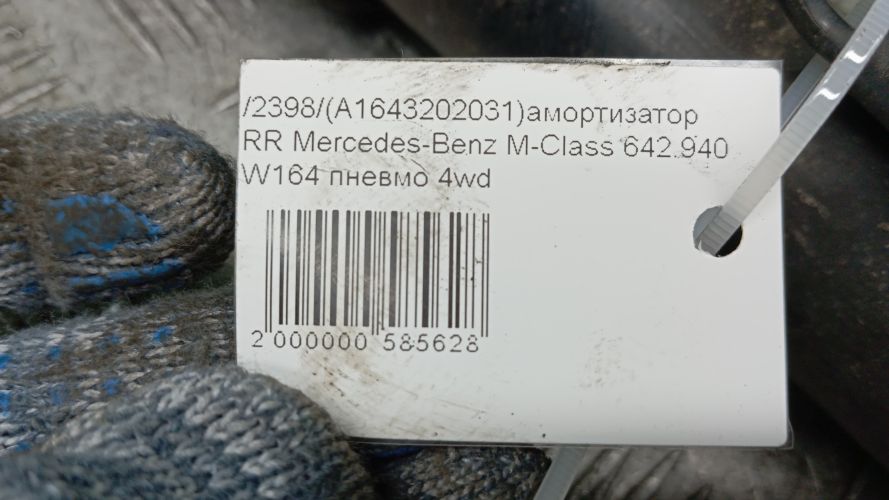 /2398/(A1643202031)амортизатор
RR Mercedes-Benz M-Class 642.940
W164 пневмо 4wd
2 000000 585628